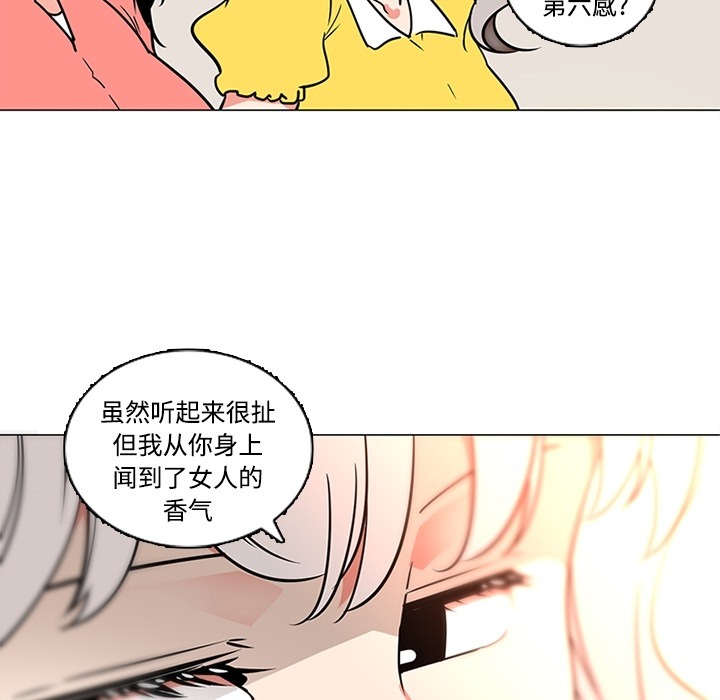 第六感?
虽然听起来很扯
但我从你身上
闻到了女人的
香气